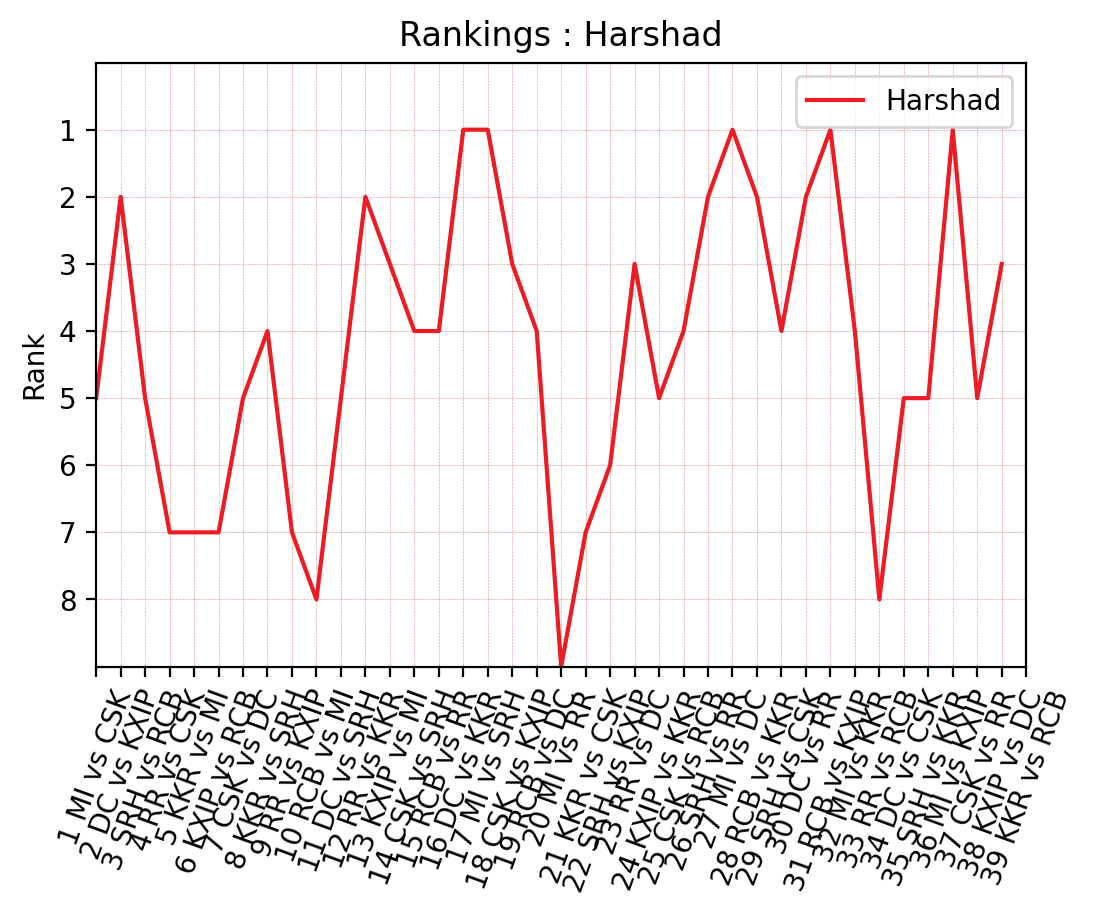 Rankings : Harshad
Harshad
Rank
1
2
3
4
5
6
7
8
1 MI vs CSK
2 DC vs KXIP
3 SRH vs RCB
4 RR vs CSK
5 KKR vs MI
6 KXIP vs RCB
7 CSK vs DC
8 KKR vs SRH
9 RR vs KXIP
10 RCB vs MI
11 DC vs SRH
12 RR vs KKR
13 KXIP vs MI
14 CSK vs SRH
15 RCB vs RR
16 DC vs KKR
17 MI vs SRH
18 CSK vs KXIP
19 RCB vs DC
20 MI vs RR
21 KKR vs CSK
22 SRH vs KXIP
23 RR vs DC
24 KXIP vs KKR
25 CSK vs RCB
26 SRH vs RR
27 MI vs DC
28 RCB vs KKR
29 SRH vs CSK
30 DC vs RR
31 RCB vs KXIP
32 MI vs KKR
33 RR vs RCB
34 DC vs CSK
35 SRH vs KKR
36 MI vs KXIP
37 CSK vs RR
38 KXIP vs DC
39 KKR vs RCB